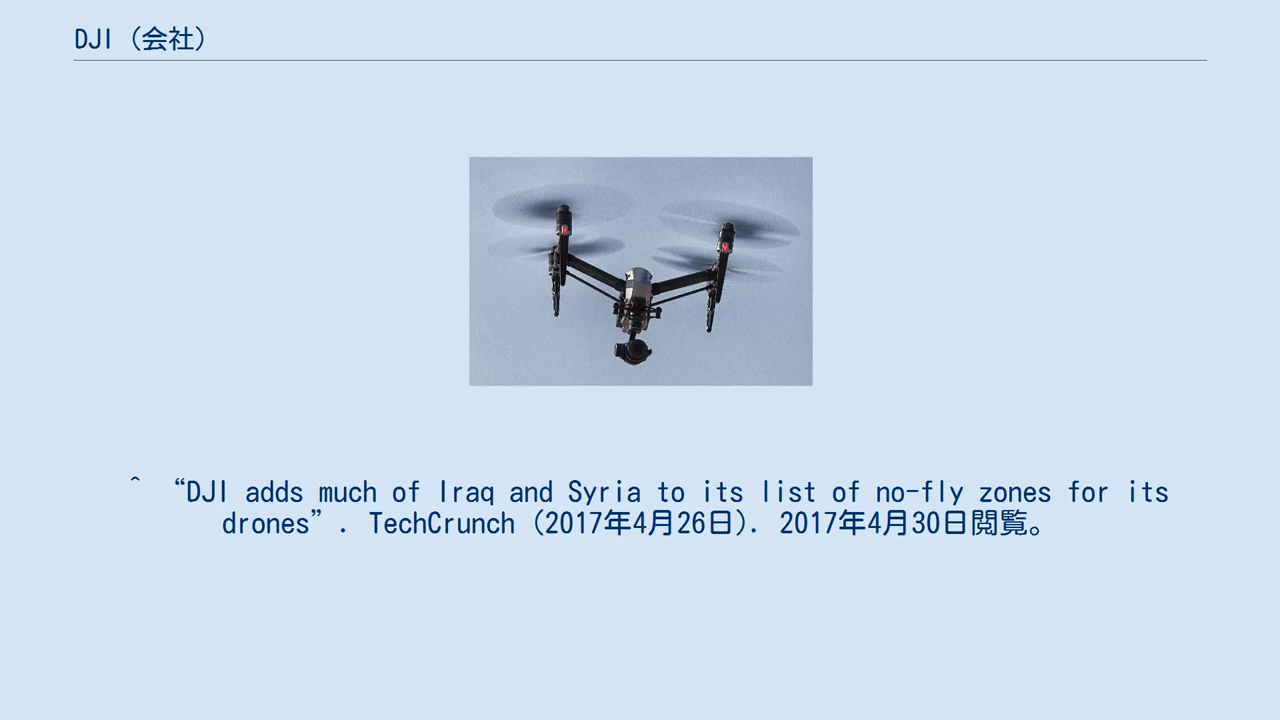 DJI（会社）
^ “DJI adds much of Iraq and Syria to its list of no-fly zones for its
drones”. TechCrunch (2017年4月26日). 2017年4月30日閲覧。